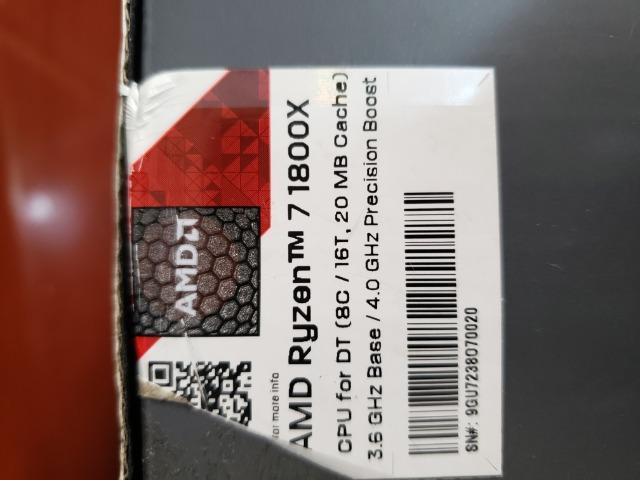 AMD
for more info
AMD Ryzen™ 7 1800X
CPU for DT (8C / 16T, 20 MB Cache)
3.6 GHz Base / 4.0 GHz Precision Boost
SN#: 9GU7238O70020